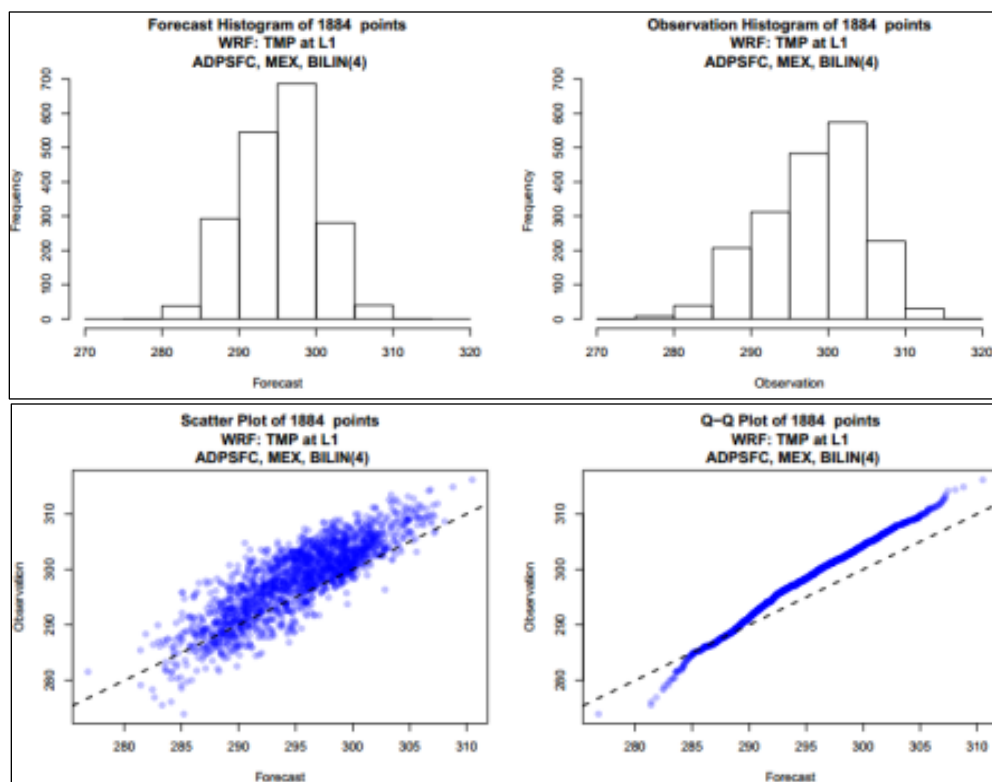 Forecast Histogram of 1884 points
WRF: TMP at L1
ADPSFC, MEX, BILIN(4)
Frequency
700
600
500
400
300
200
100
0
270 280 290 300 310 320
Forecast
Observation Histogram of 1884 points
WRF: TMP at L1
ADPSFC, MEX, BILIN(4)
Frequency
700
600
500
400
300
200
100
0
270 280 290 300 310 320
Observation
Scatter Plot of 1884 points
WRF: TMP at L1
ADPSFC, MEX, BILIN(4)
Observation
310
300
290
280
280 285 290 295 300 305 310
Forecast
Q−Q Plot of 1884 points
WRF: TMP at L1
ADPSFC, MEX, BILIN(4)
Observation
310
300
290
280
280 285 290 295 300 305 310
Forecast